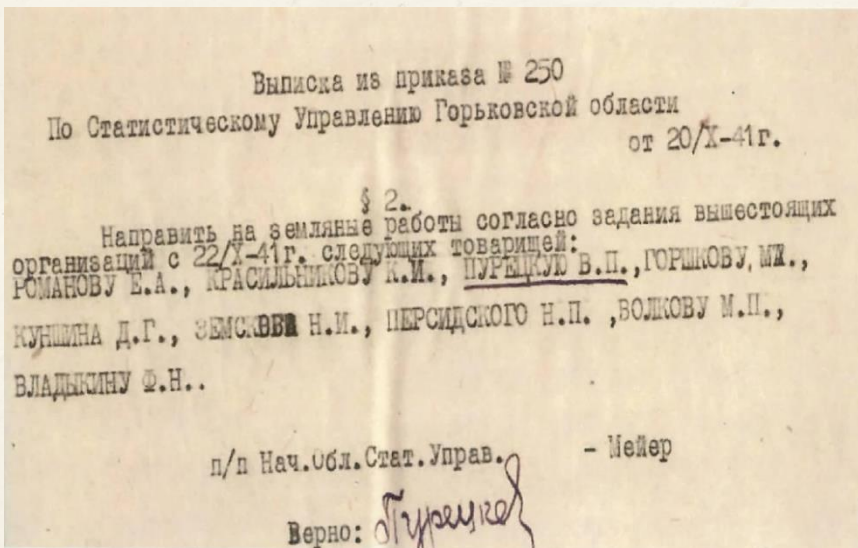 Выписка из приказа № 250
По Статистическому Управлению Горьковской области
от 20/X-41г.
§ 2.
Направить на земляные работы согласно задания вышестоящих
организаций с 22/X-41г. следующих товарищей:
РОМАНОВУ Е.А., КРАСИЛЬНИКОВУ К.И., ПУРЕЦКУЮ В.П.,ГОРШКОВУ,
КУНШИНА Д.Г., Н.И., ПЕРСИДСКОГО Н.П. ,ВОЛКОВУ М.П.,
ВЛАДЫКИНУ Ф.Н..
п/п Нач.Обл.Стат.Управ. - Мейер
Верно: